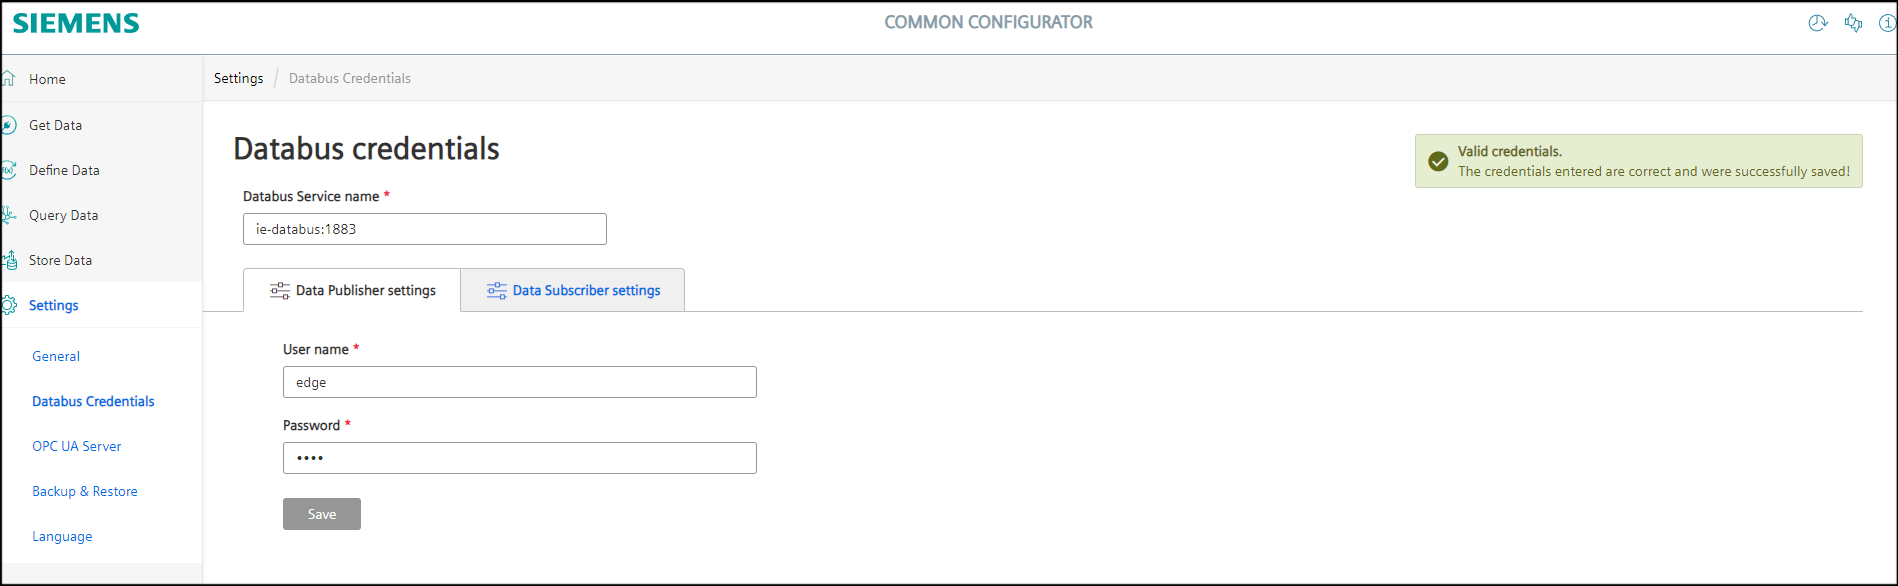 SIEMENS
COMMON CONFIGURATOR
Home
Get Data
Define Data
Query Data
Store Data
Settings
General
Databus Credentials
OPC UA Server
Backup & Restore
Language
Settings / Databus Credentials
Databus credentials
Valid credentials.
The credentials entered are correct and were successfully saved!
Databus Service name *
ie-databus:1883
Data Publisher settings
Data Subscriber settings
User name *
edge
Password *
••••
Save